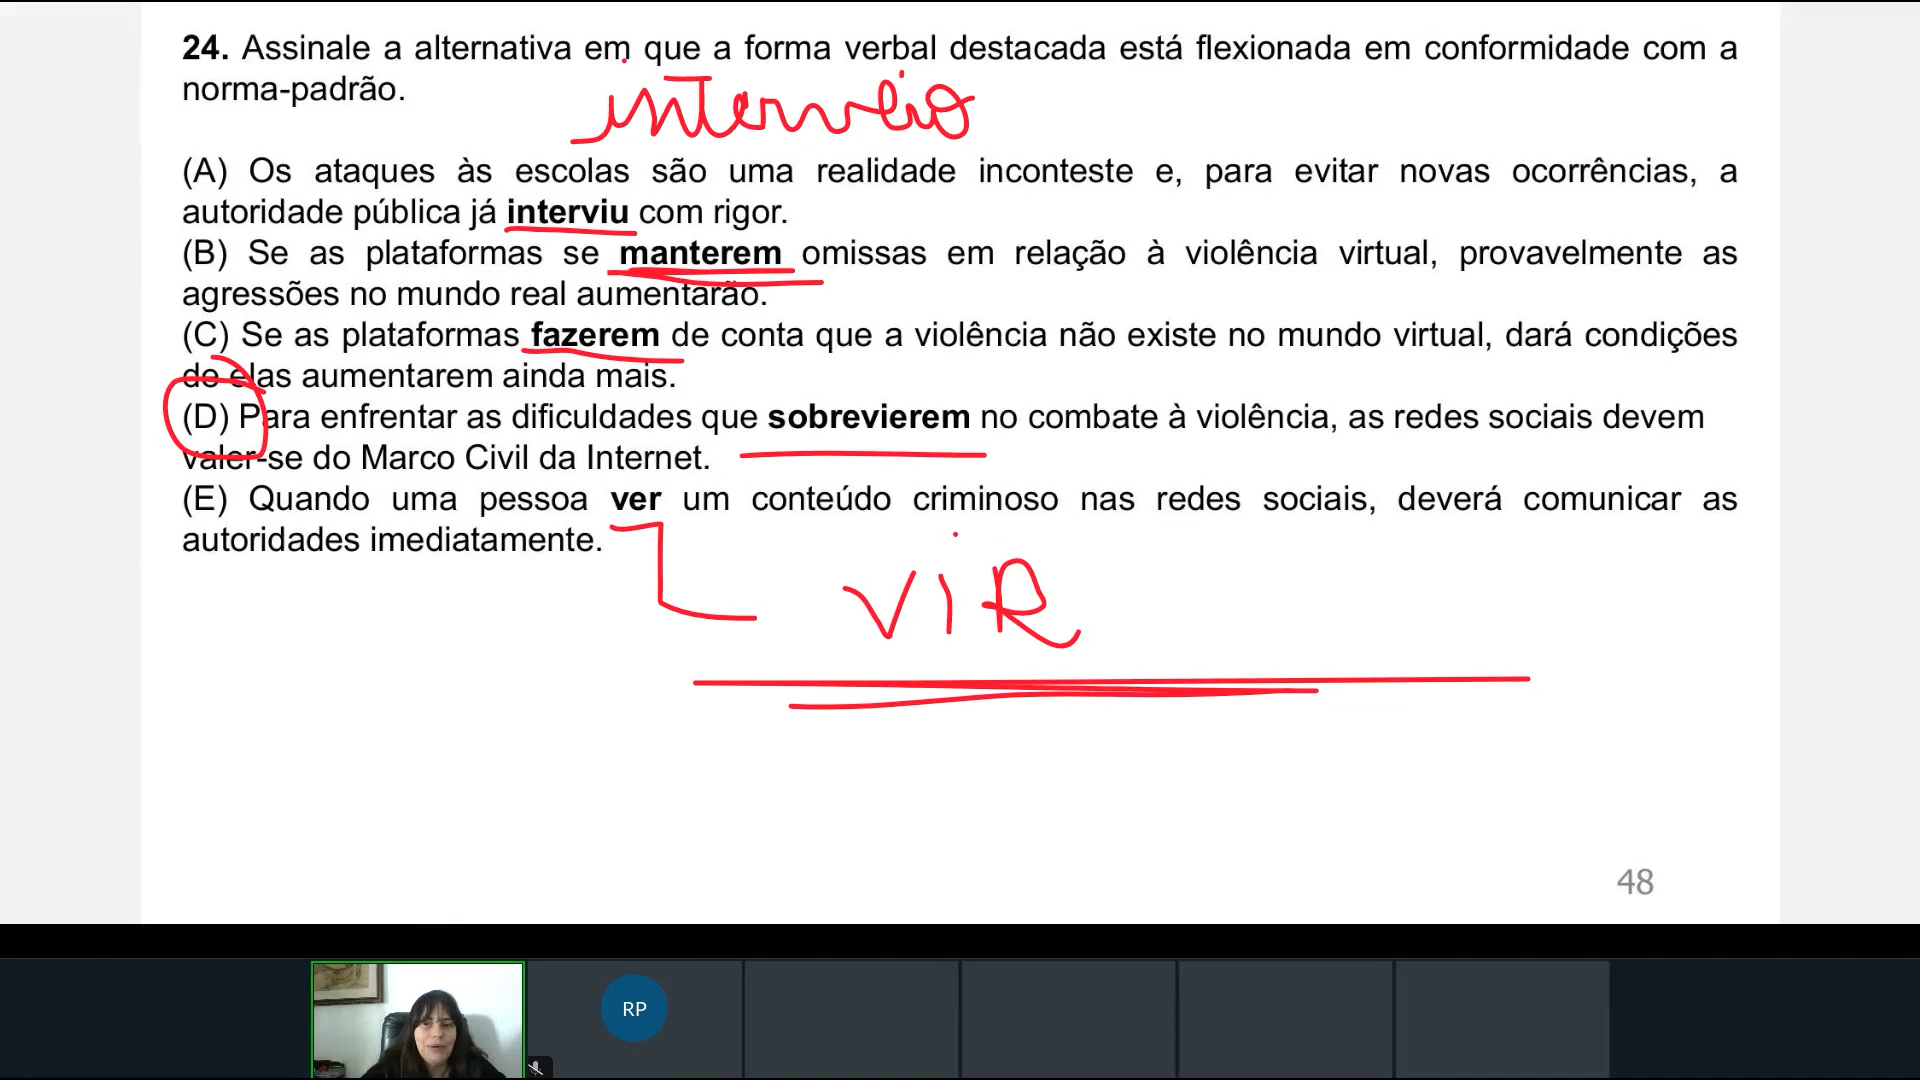 24. Assinale a alternativa em que a forma verbal destacada está flexionada em conformidade com a
norma-padrão.
interveio
(A) Os ataques às escolas são uma realidade inconteste e, para evitar novas ocorrências, a
autoridade pública já interviu com rigor.
(B) Se as plataformas se manterem omissas em relação à violência virtual, provavelmente as
agressões no mundo real aumentarão.
(C) Se as plataformas fazerem de conta que a violência não existe no mundo virtual, dará condições
de elas aumentarem ainda mais.
(D) Para enfrentar as dificuldades que sobrevierem no combate à violência, as redes sociais devem
valer-se do Marco Civil da Internet.
(E) Quando uma pessoa ver um conteúdo criminoso nas redes sociais, deverá comunicar as
autoridades imediatamente.
ViR
48
RP